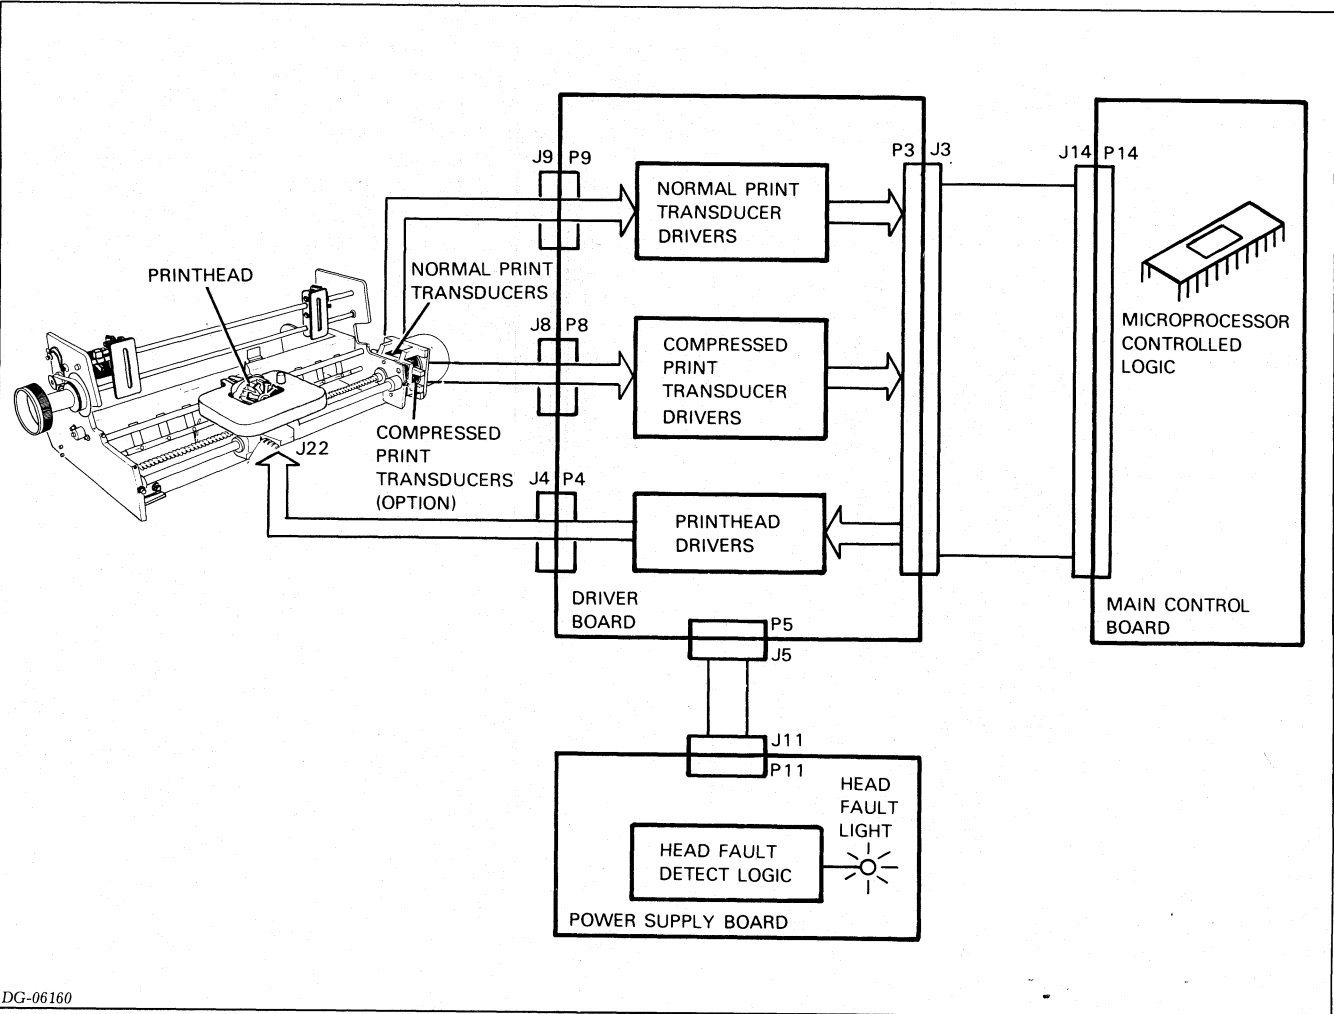 P3 J3
J14 P14
J9 P9
NORMAL PRINT
TRANSDUCER
DRIVERS
PRINTHEAD
NORMAL PRINT
TRANSDUCERS
J8 P8
COMPRESSED
PRINT
TRANSDUCER
DRIVERS
MICROPROCESSOR
CONTROLLED
LOGIC
J22
COMPRESSED
PRINT
TRANSDUCERS
(OPTION)
J4 P4
PRINTHEAD
DRIVERS
DRIVER
BOARD
MAIN CONTROL
BOARD
P5
J5
J11
P11
HEAD
FAULT
LIGHT
HEAD FAULT
DETECT LOGIC
POWER SUPPLY BOARD
DG-06160